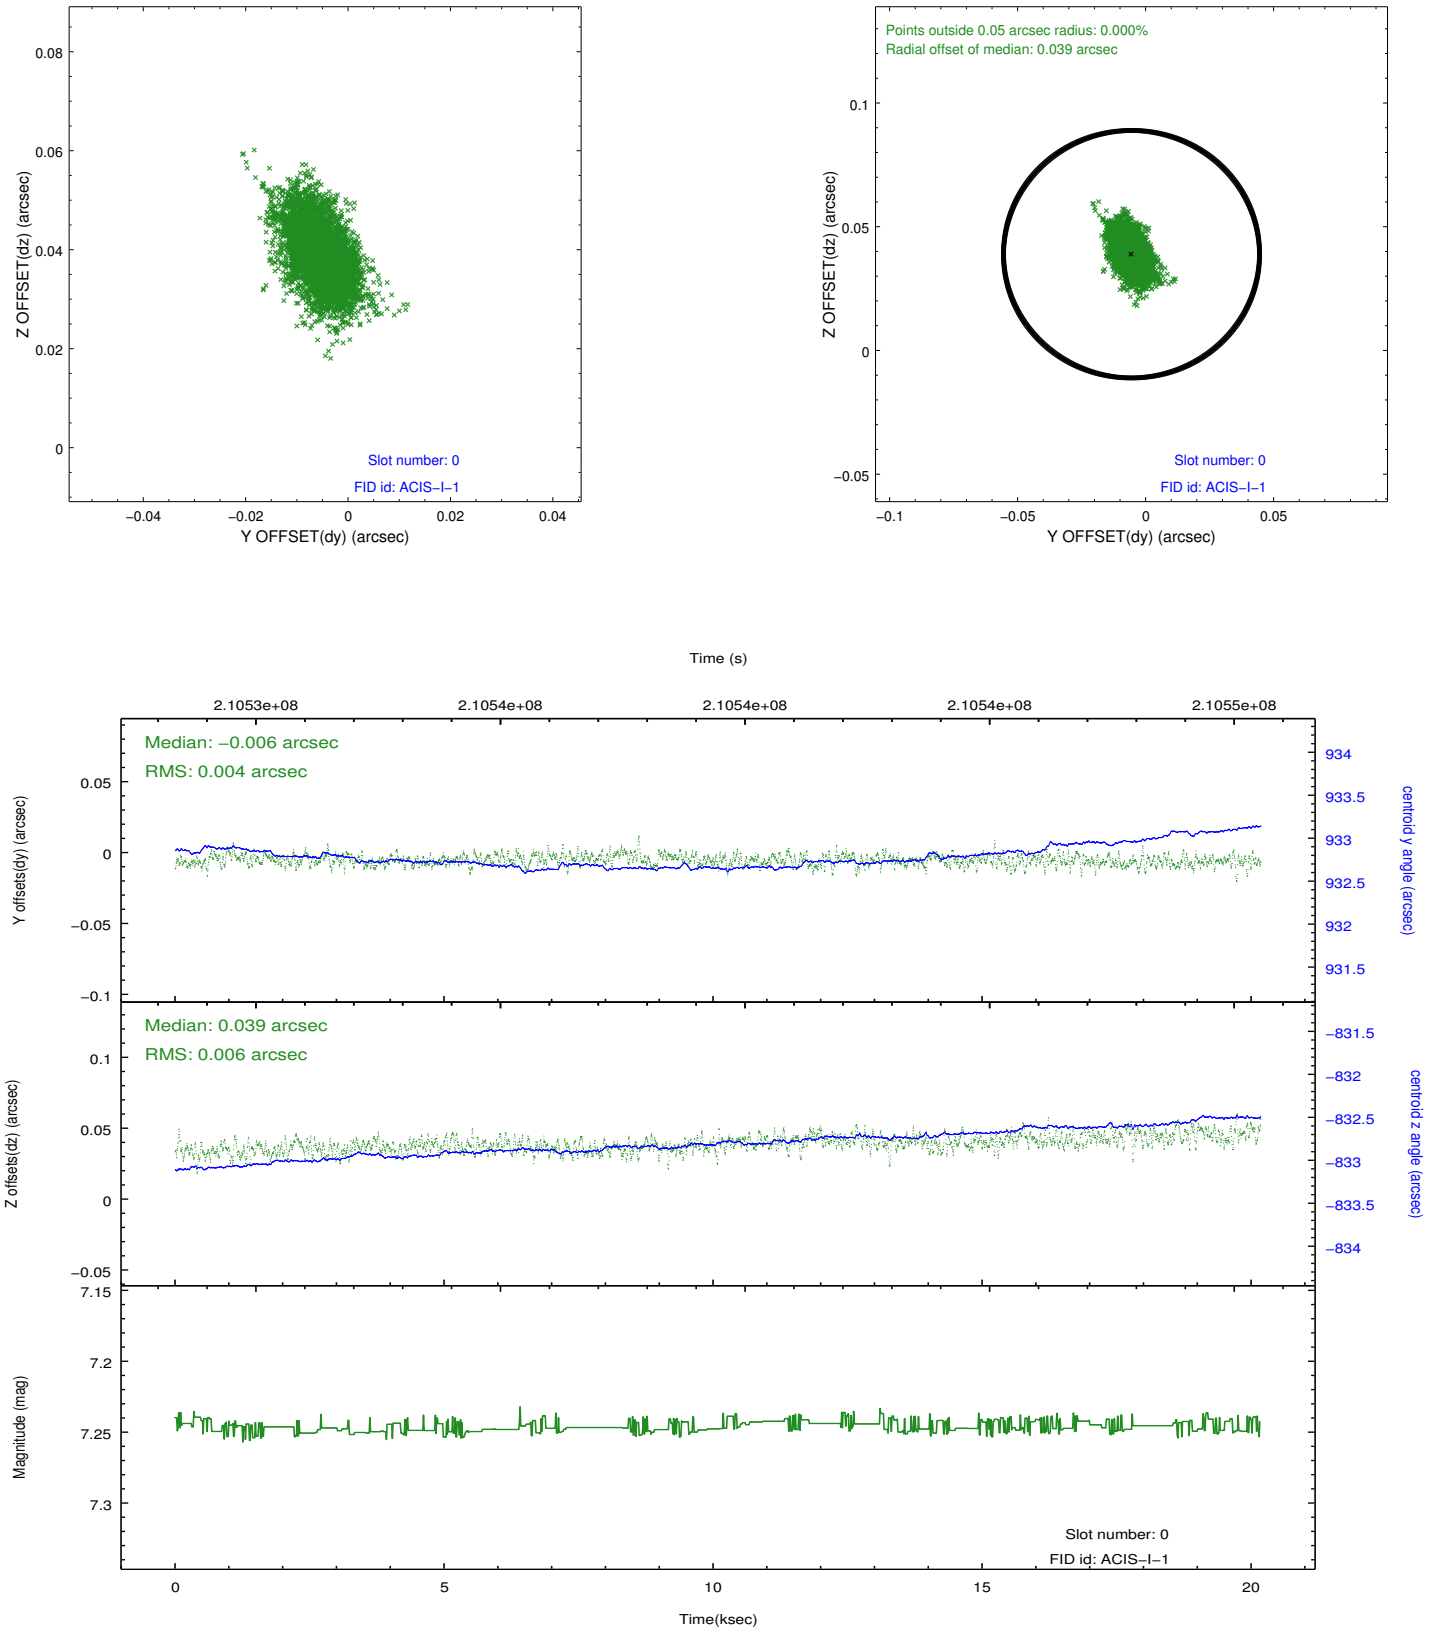 0.08
0.06
0.04
0.02
0
Z OFFSET(dz) (arcsec)
Slot number: 0
FID id: ACIS−I−1
−0.04
−0.02
0
0.02
0.04
Y OFFSET(dy) (arcsec)
Points outside 0.05 arcsec radius: 0.000%
Radial offset of median: 0.039 arcsec
0.1
0.05
0
−0.05
Z OFFSET(dz) (arcsec)
Slot number: 0
FID id: ACIS−I−1
−0.1
−0.05
0
0.05
Y OFFSET(dy) (arcsec)
Time (s)
2.1053e+08
2.1054e+08
2.1054e+08
2.1054e+08
2.1055e+08
Median: −0.006 arcsec
RMS: 0.004 arcsec
0.05
0
−0.05
−0.1
Y offsets(dy) (arcsec)
934
933.5
933
932.5
932
931.5
centroid y angle (arcsec)
Median: 0.039 arcsec
RMS: 0.006 arcsec
0.1
0.05
0
−0.05
Z offsets(dz) (arcsec)
−831.5
−832
−832.5
−833
−833.5
−834
centroid z angle (arcsec)
7.15
7.2
7.25
7.3
Magnitude (mag)
Slot number: 0
FID id: ACIS−I−1
0
5
10
15
20
Time(ksec)